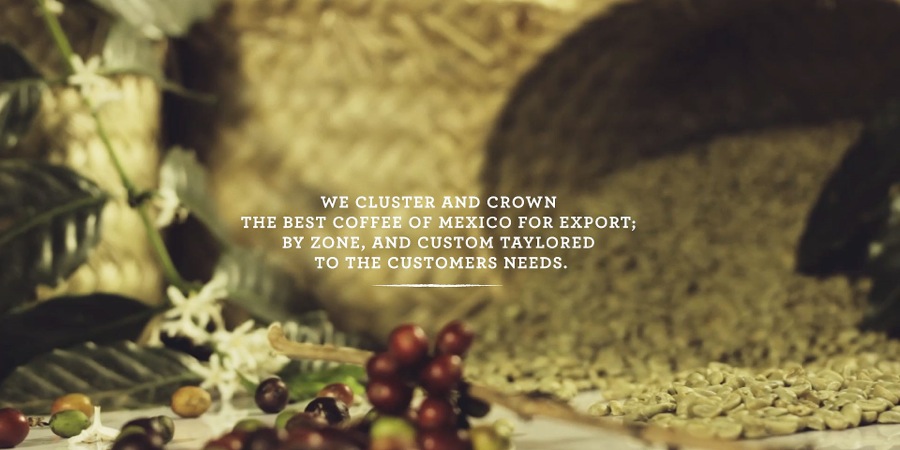 WE CLUSTER AND CROWN
THE BEST COFFEE OF MEXICO FOR EXPORT;
BY ZONE, AND CUSTOM TAYLORED
TO THE CUSTOMERS NEEDS.